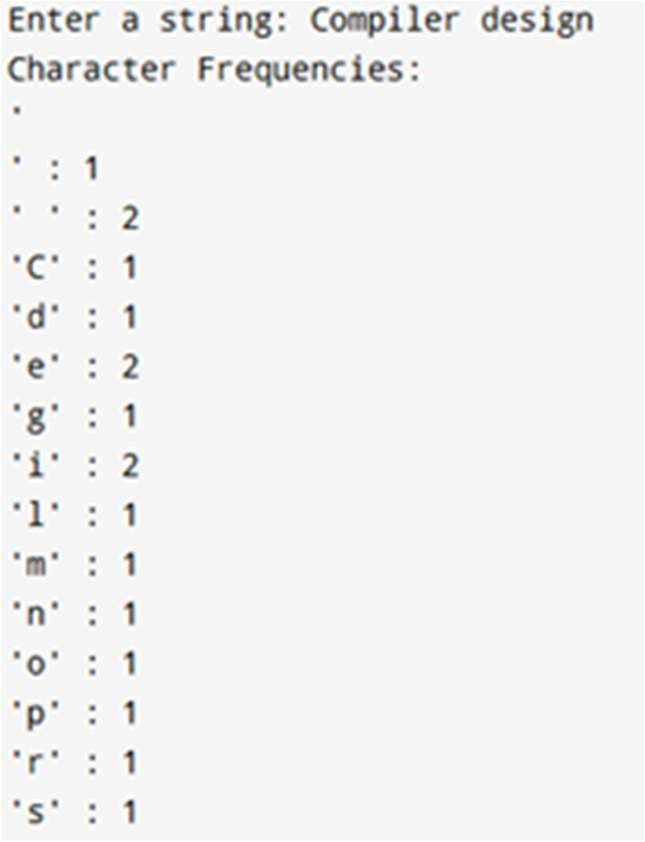 Enter a string: Compiler design
Character Frequencies:
'
' : 1
' ' : 2
'C' : 1
'd' : 1
'e' : 2
'g' : 1
'i' : 2
'l' : 1
'm' : 1
'n' : 1
'o' : 1
'p' : 1
'r' : 1
's' : 1